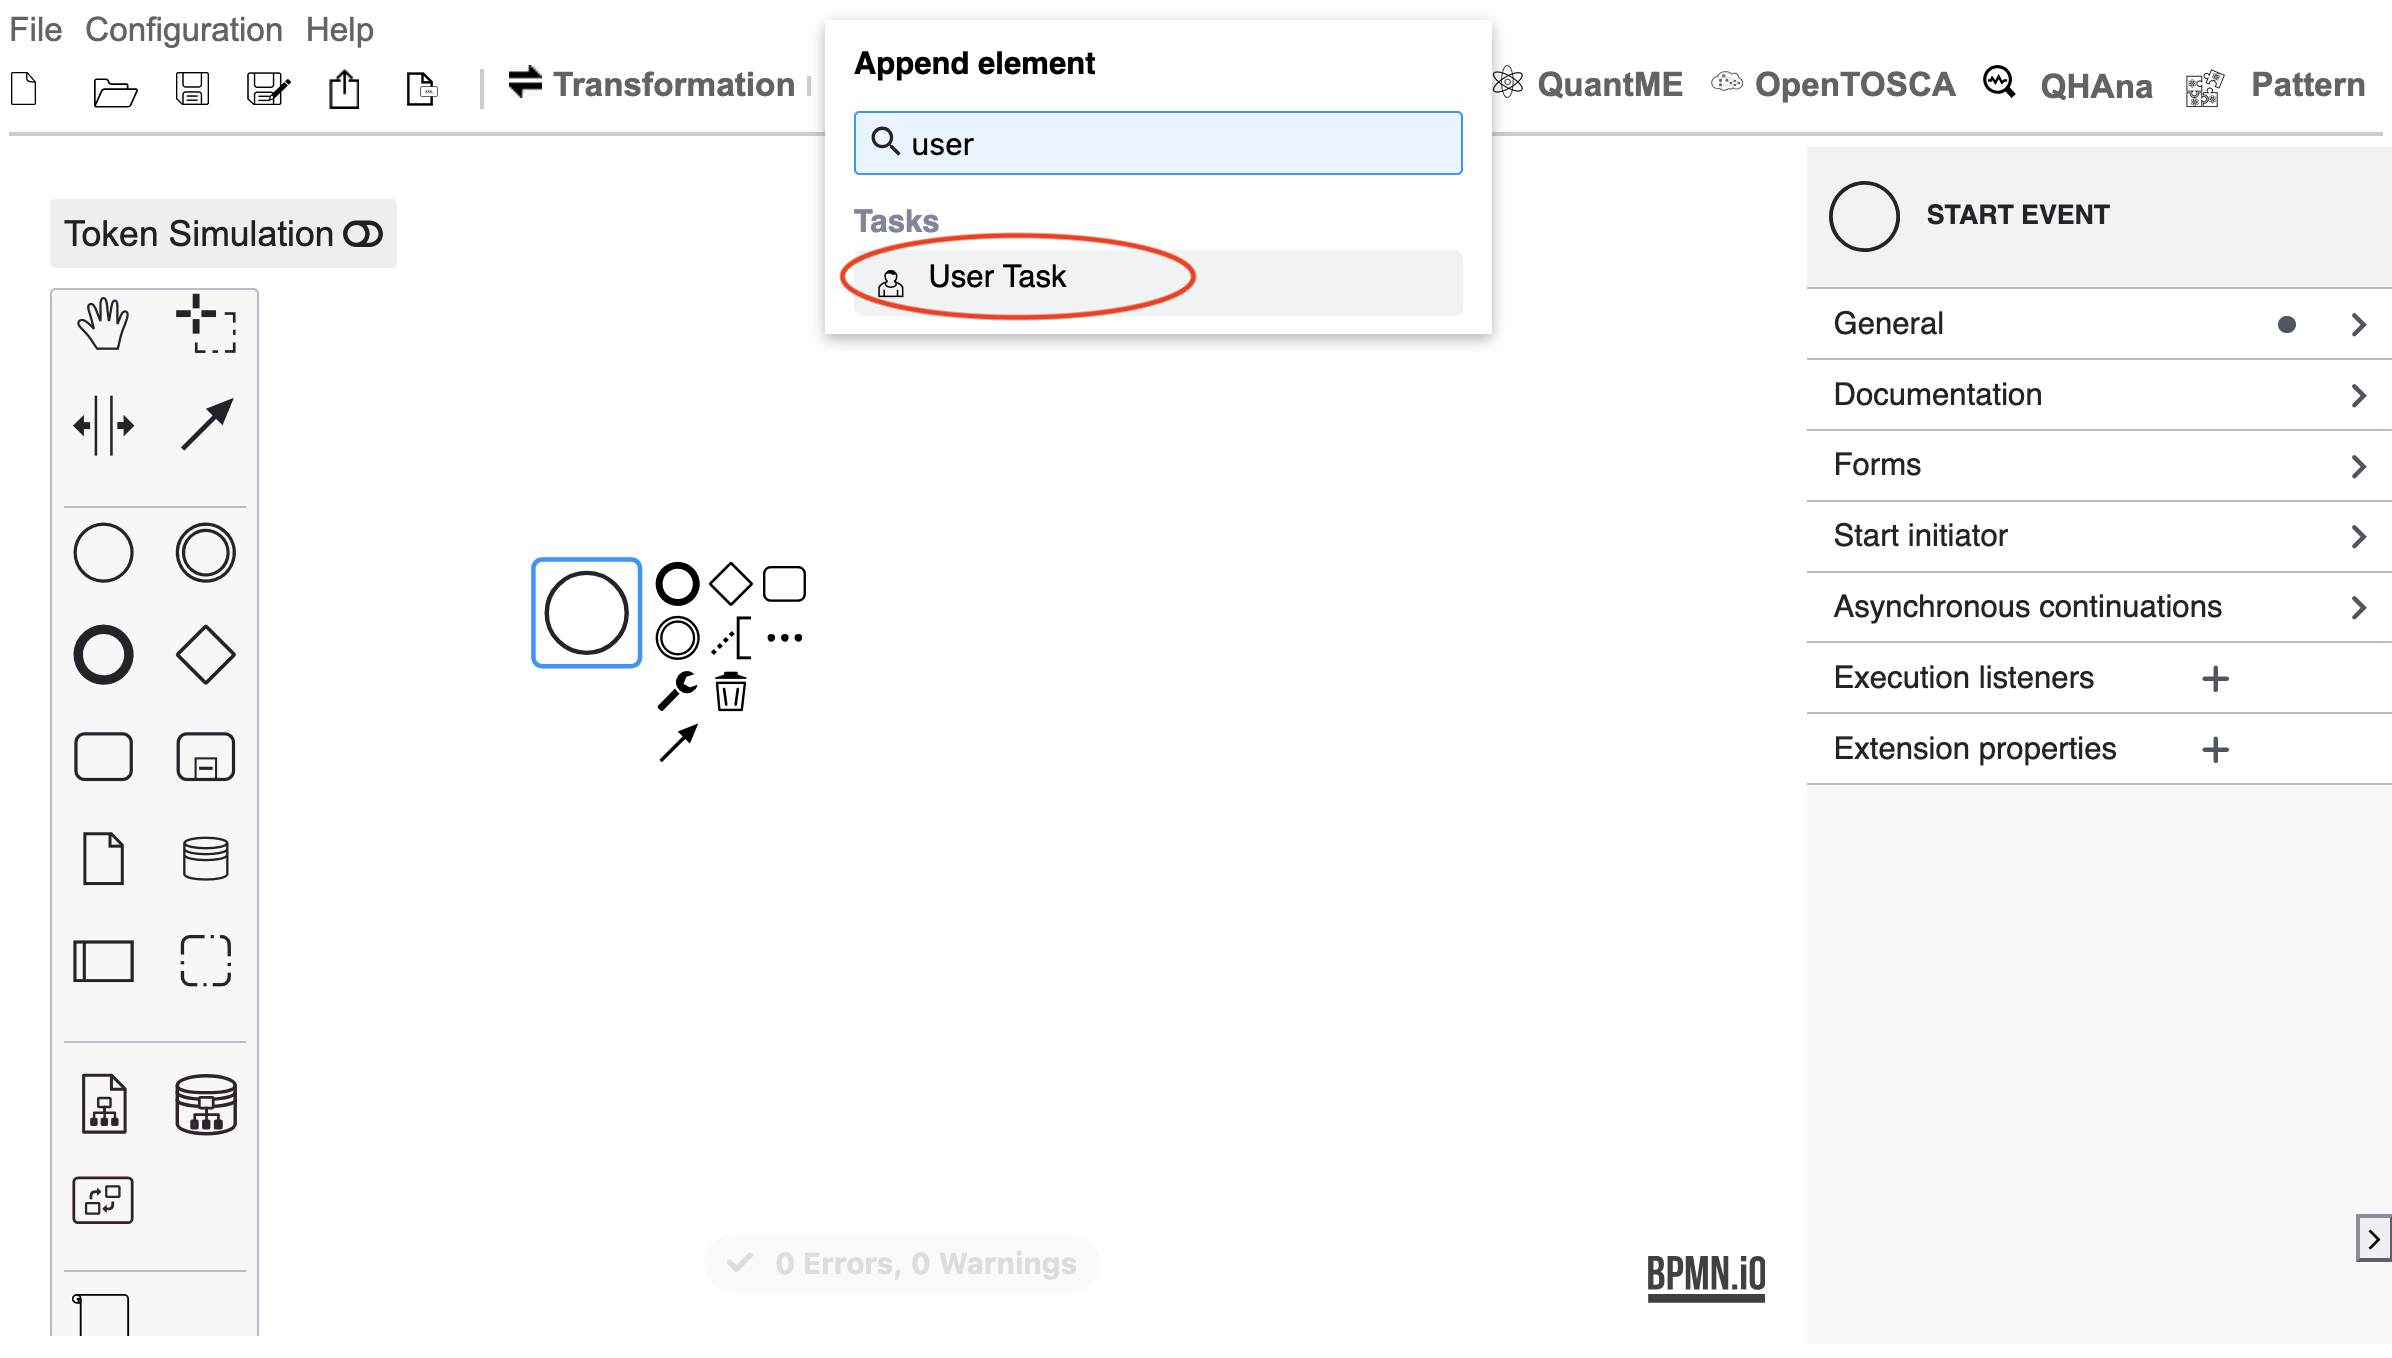 File Configuration Help
Transformation
QuantME OpenTOSCA QHAna Pattern
Append element
user
Tasks
User Task
Token Simulation
START EVENT
General
Documentation
Forms
Start initiator
Asynchronous continuations
Execution listeners
Extension properties
0 Errors, 0 Warnings
BPMN.iO